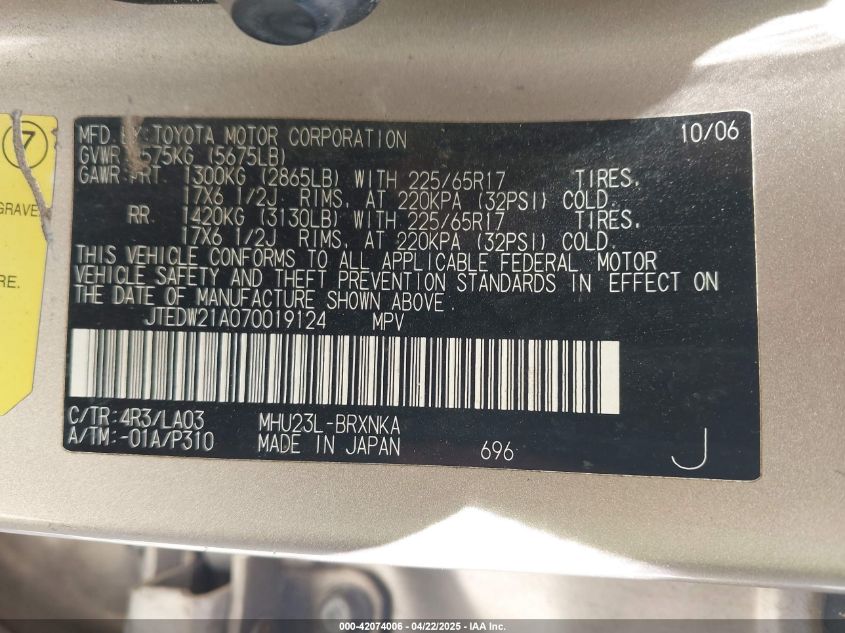 7
GRAVE
RE.
MFD. BY: TOYOTA MOTOR CORPORATION 10/06
GVWR 2575KG (5675LB)
GAWR FRT. 1300KG (2865LB) WITH 225/65R17 TIRES.
17X6 1/2J RIMS. AT 220KPA (32PSI) COLD.
RR. 1420KG (3130LB) WITH 225/65R17 TIRES.
17X6 1/2J RIMS. AT 220KPA (32PSI) COLD.
THIS VEHICLE CONFORMS TO ALL APPLICABLE FEDERAL MOTOR
VEHICLE SAFETY AND THEFT PREVENTION STANDARDS IN EFFECT ON
THE DATE OF MANUFACTURE SHOWN ABOVE.
JTEDW21A070019124 MPV
C/TR:4R3/LA03 MHU23L-BRXNKA
A/TM:-01A/P310 MADE IN JAPAN 696 J
000-42074006 - 04/22/2025 - IAA Inc.